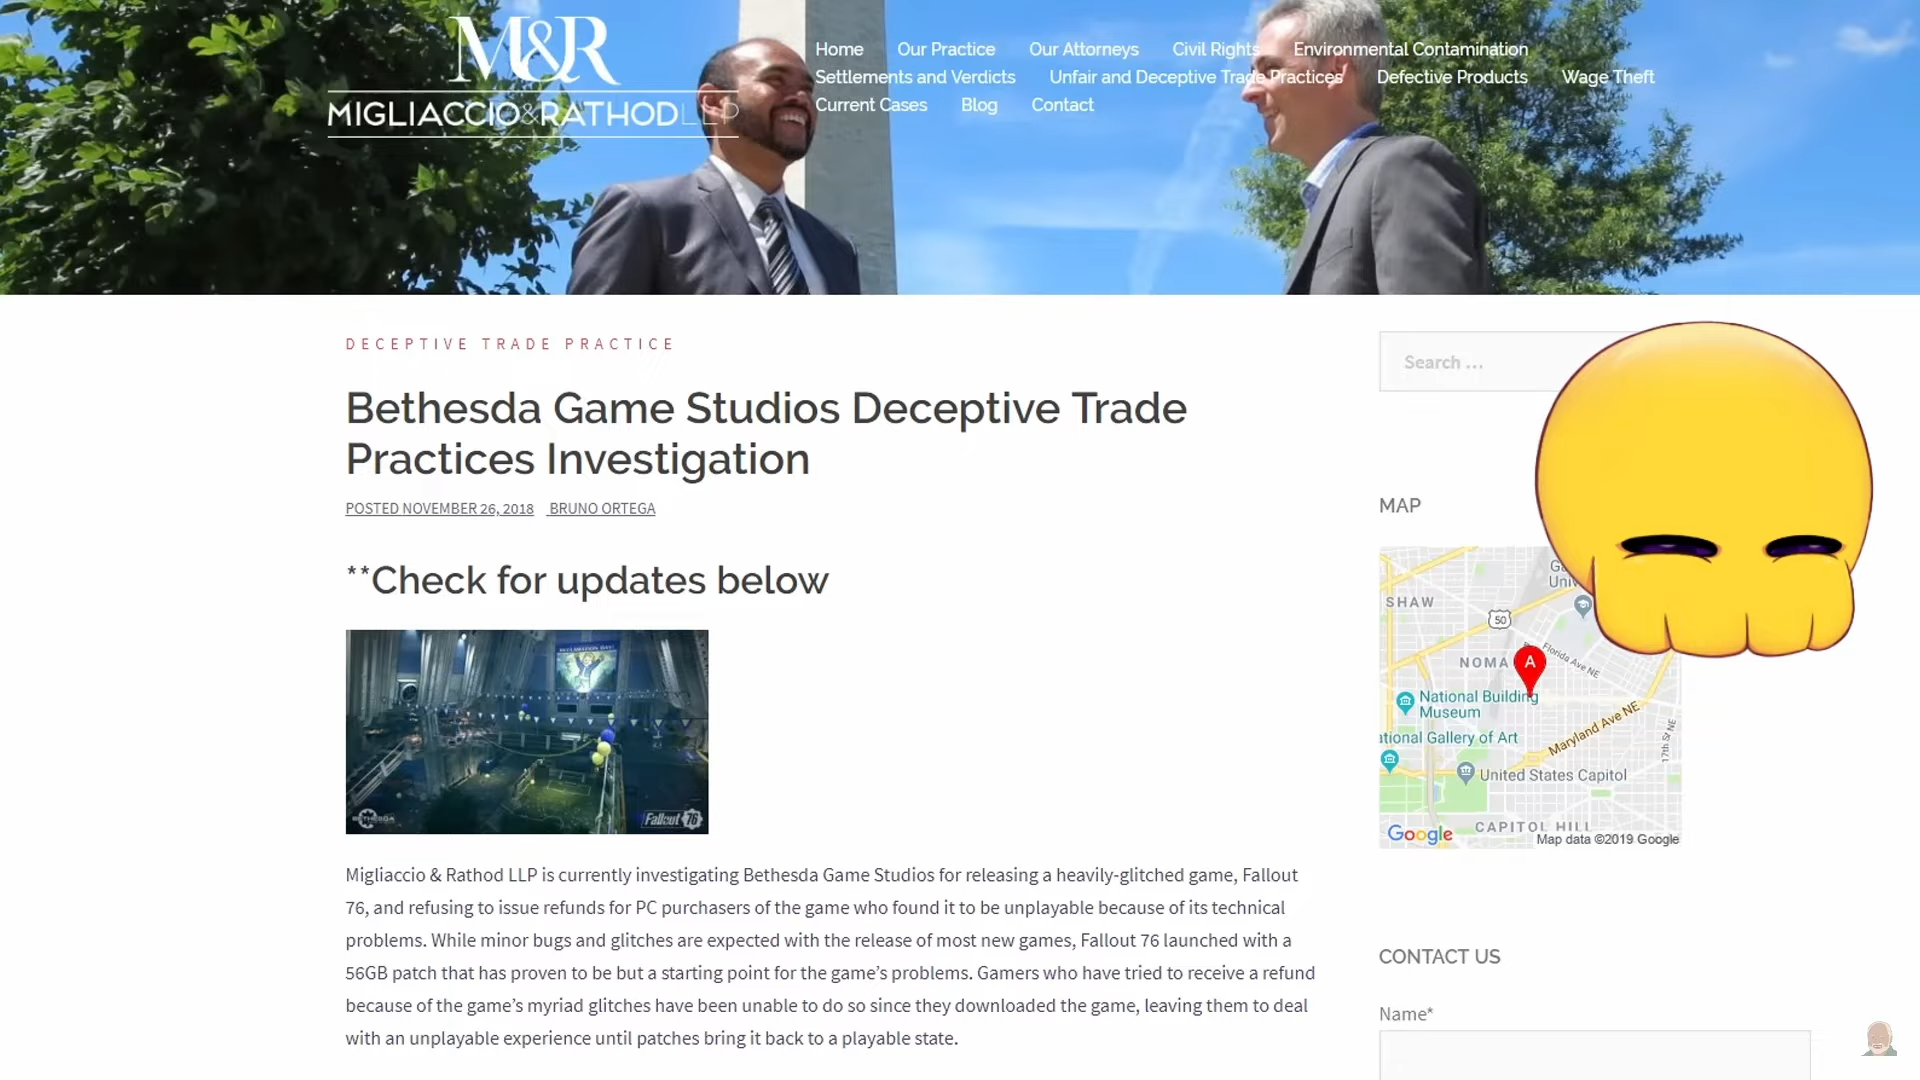 M&R
MIGLIACCIO&RATHODLLP
Home Our Practice Our Attorneys Civil Rights Environmental Contamination
Settlements and Verdicts Unfair and Deceptive Trade Practices Defective Products Wage Theft
Current Cases Blog Contact
DECEPTIVE TRADE PRACTICE
Bethesda Game Studios Deceptive Trade
Practices Investigation
POSTED NOVEMBER 26, 2018 BRUNO ORTEGA
**Check for updates below
BETHESDA
Fallout 76
Migliaccio & Rathod LLP is currently investigating Bethesda Game Studios for releasing a heavily-glitched game, Fallout
76, and refusing to issue refunds for PC purchasers of the game who found it to be unplayable because of its technical
problems. While minor bugs and glitches are expected with the release of most new games, Fallout 76 launched with a
56GB patch that has proven to be but a starting point for the game’s problems. Gamers who have tried to receive a refund
because of the game’s myriad glitches have been unable to do so since they downloaded the game, leaving them to deal
with an unplayable experience until patches bring it back to a playable state.
Search ...
MAP
SHAW
50
Florida Ave NE
NOMA
A
National Building
Museum
Maryland Ave NE
17th St NE
United States Capitol
CAPITOL HILL
Google
Map data ©2019 Google
CONTACT US
Name*